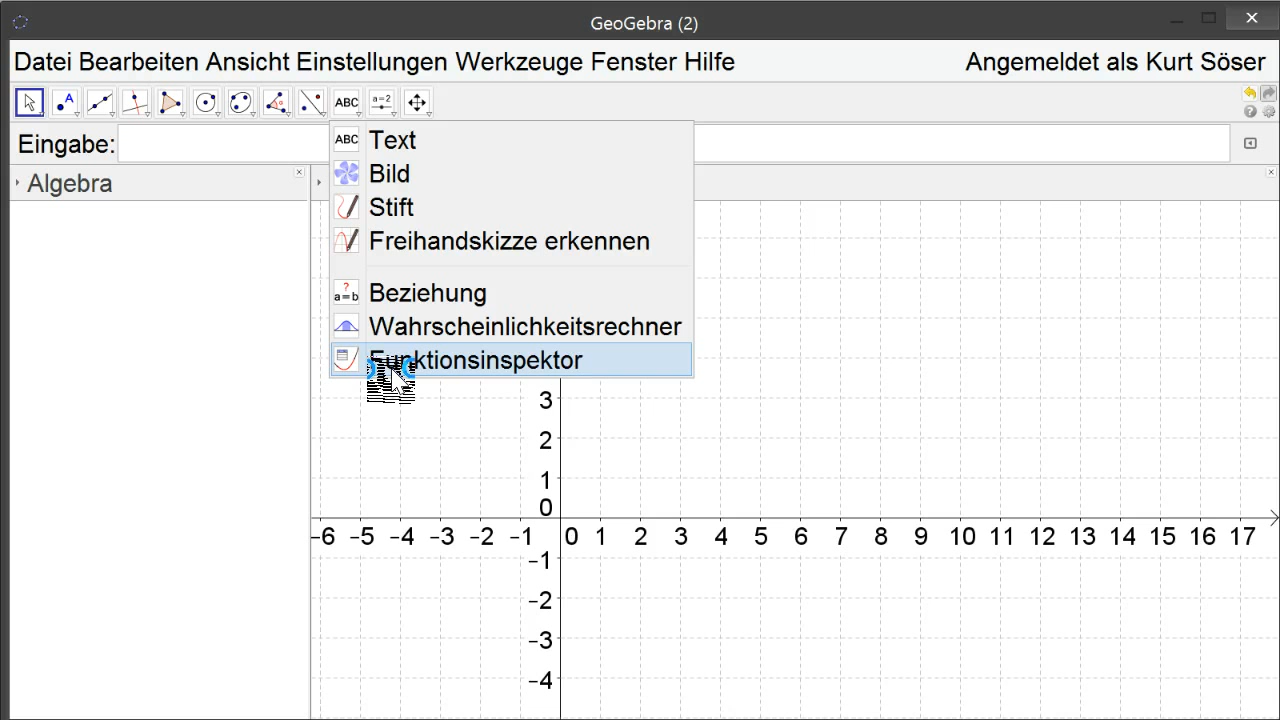 GeoGebra (2)
Datei Bearbeiten Ansicht Einstellungen Werkzeuge Fenster Hilfe Angemeldet als Kurt Söser
A ABC a=2
Eingabe:
Algebra
ABC Text
Bild
Stift
Freihandskizze erkennen
? a=b Beziehung
Wahrscheinlichkeitsrechner
Funktionsinspektor
3
2
1
0
-6 -5 -4 -3 -2 -1 0 1 2 3 4 5 6 7 8 9 10 11 12 13 14 15 16 17
-1
-2
-3
-4